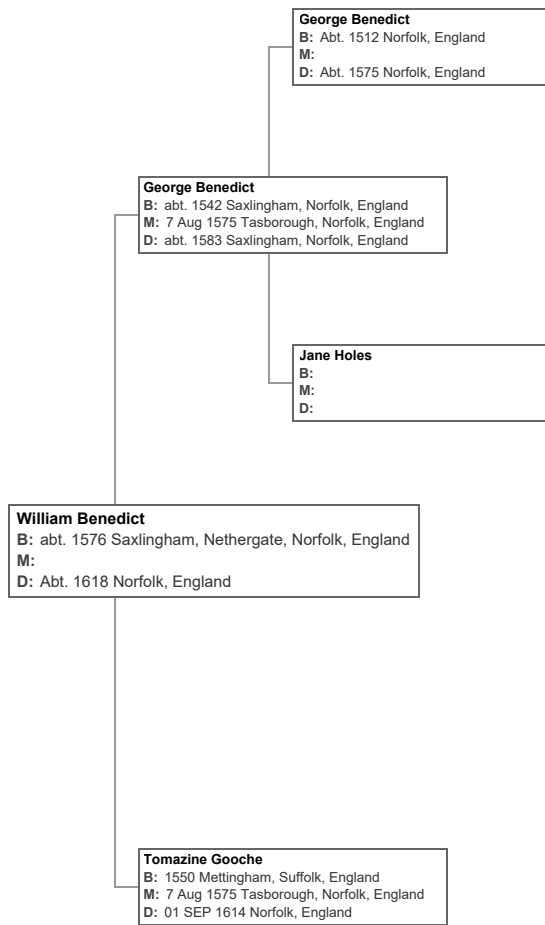 George Benedict
B: Abt. 1512 Norfolk, England
M:
D: Abt. 1575 Norfolk, England
George Benedict
B: abt. 1542 Saxlingham, Norfolk, England
M: 7 Aug 1575 Tasborough, Norfolk, England
D: abt. 1583 Saxlingham, Norfolk, England
Jane Holes
B:
M:
D:
William Benedict
B: abt. 1576 Saxlingham, Nethergate, Norfolk, England
M:
D: Abt. 1618 Norfolk, England
Tomazine Gooche
B: 1550 Mettingham, Suffolk, England
M: 7 Aug 1575 Tasborough, Norfolk, England
D: 01 SEP 1614 Norfolk, England